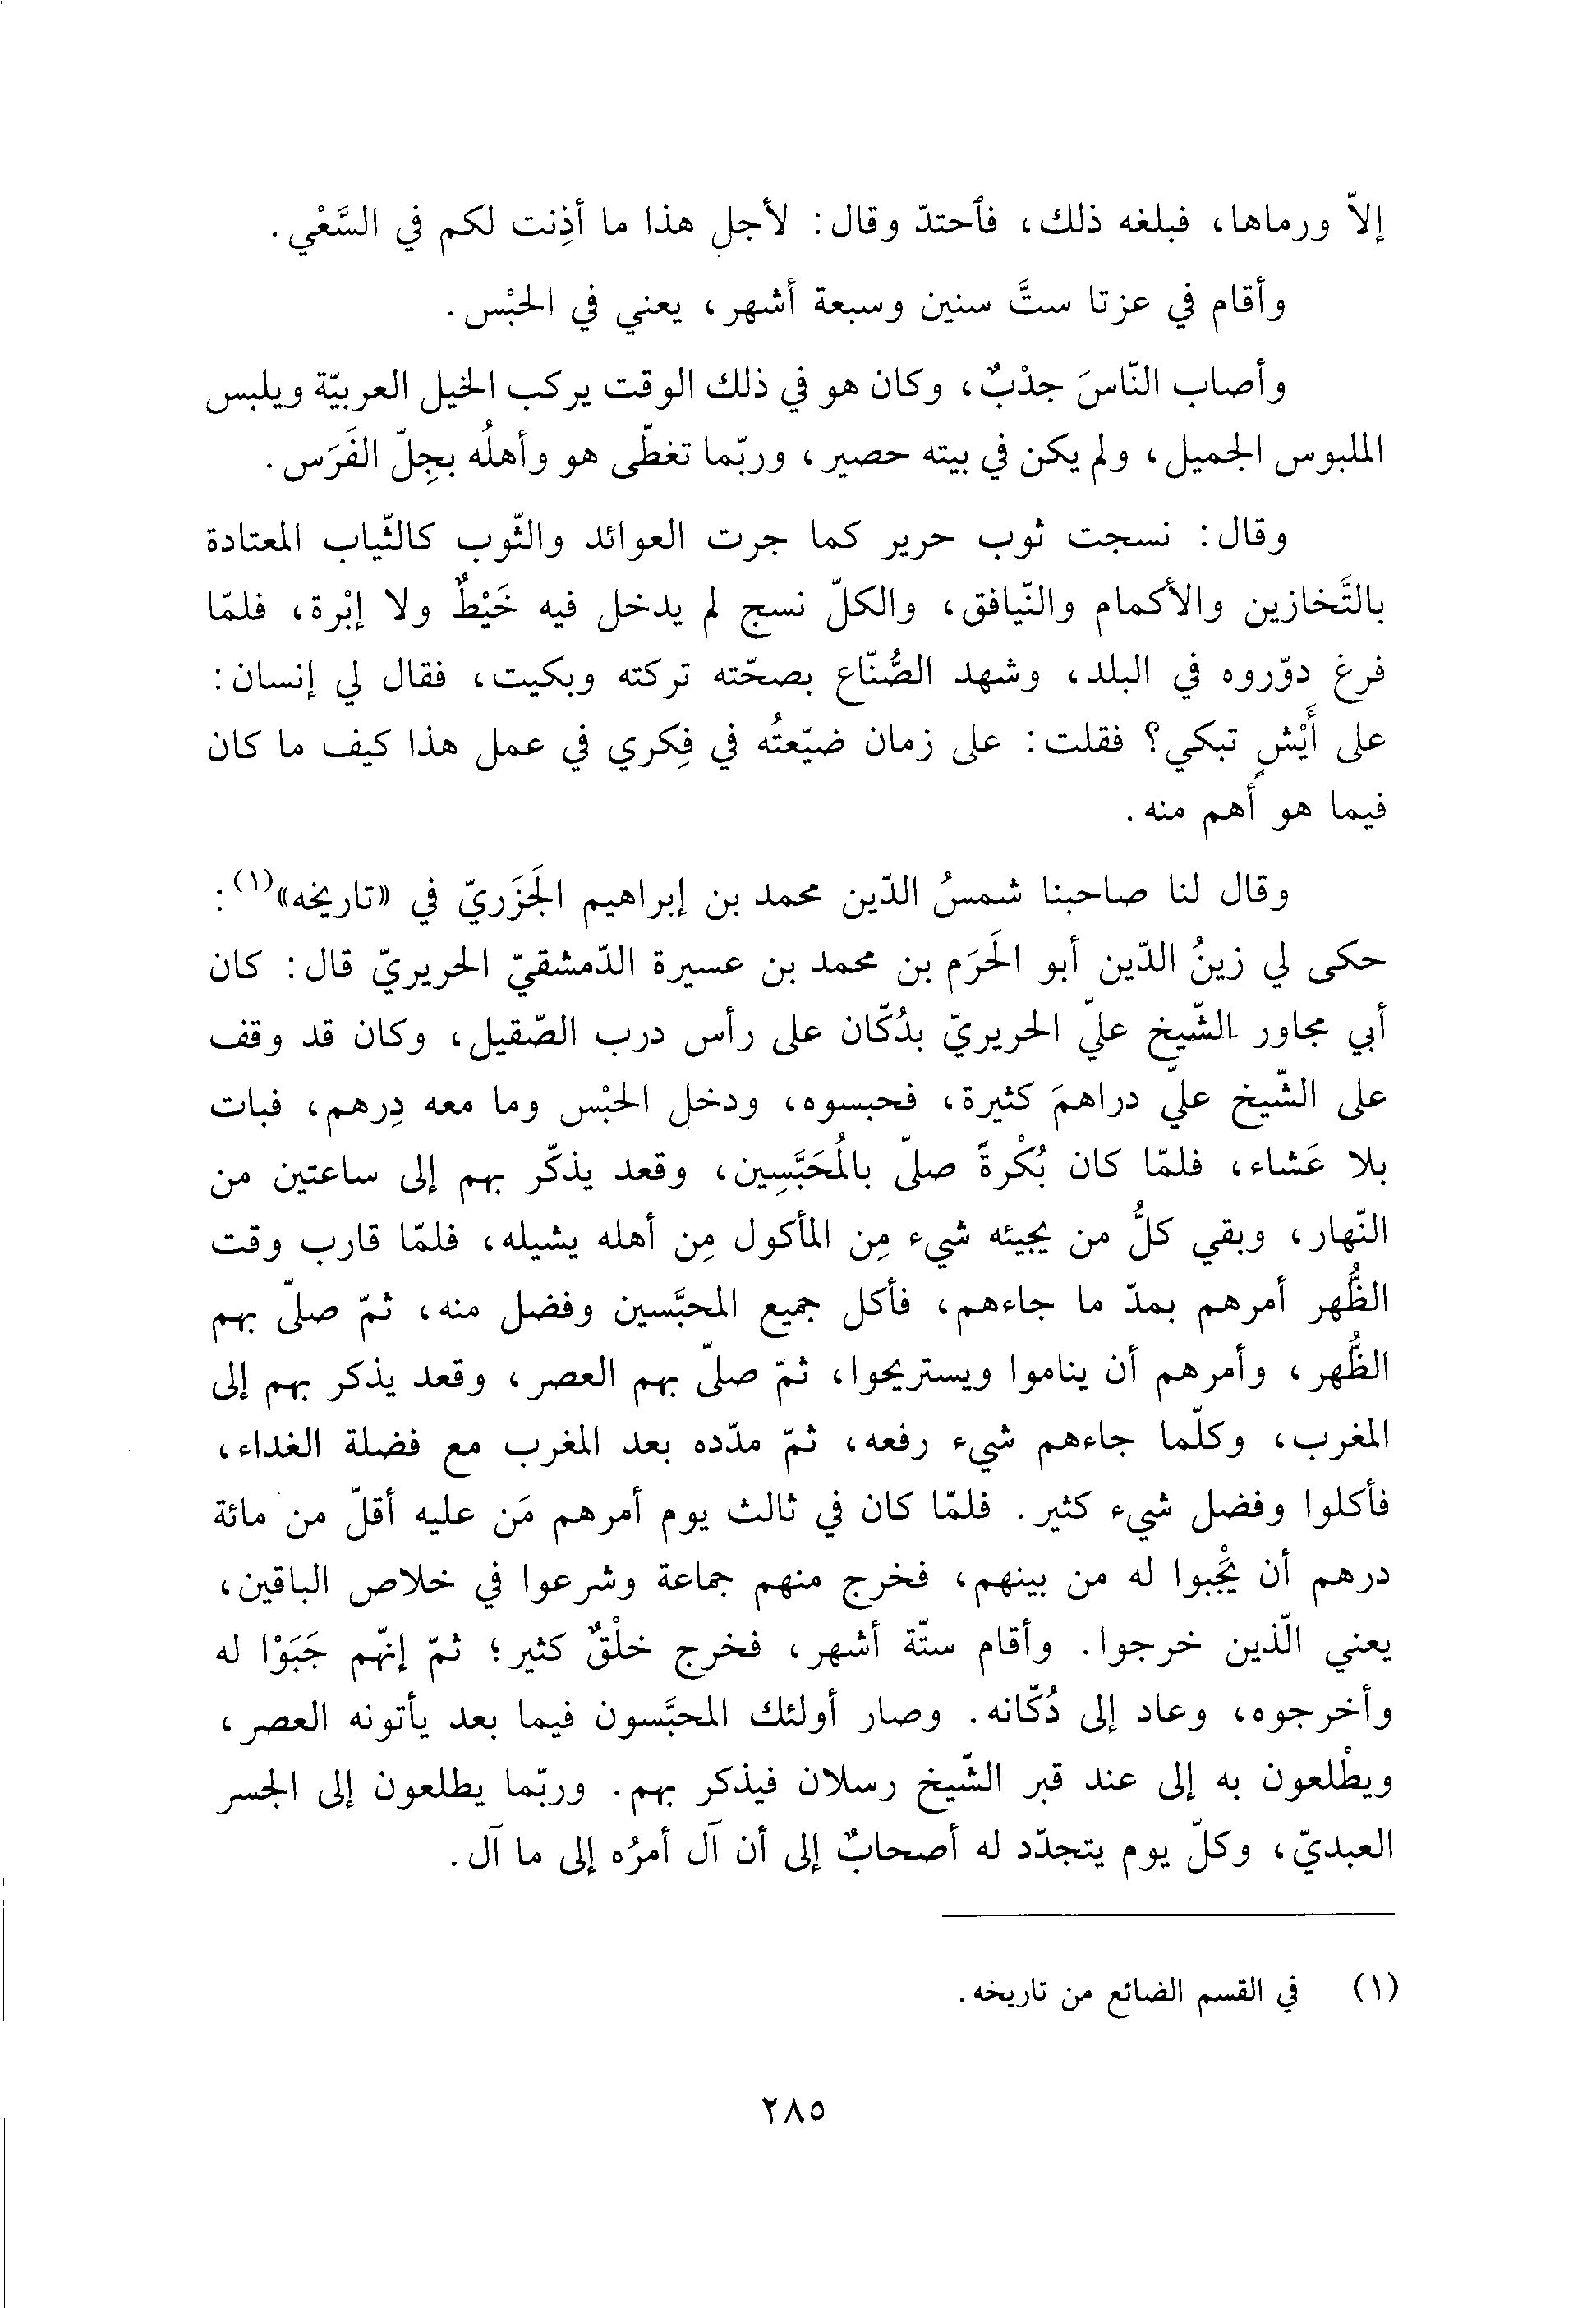 إلاّ ورماها، فبلغه ذلك، فٱحتدّ وقال: لأجل هذا ما أذِنت لكم في السَّعْي.
وأقام في عزتا ستَّ سنين وسبعة أشهر، يعني في الحبْس.
وأصاب النّاسَ جدْبٌ، وكان هو في ذلك الوقت يركب الخيل العربيّة ويلبس
الملبوس الجميل، ولم يكن في بيته حصير، وربّما تغطّى هو وأهلُه بجِلّ الفَرَس.
وقال: نسجت ثوب حرير كما جرت العوائد والثّوب كالثّياب المعتادة
بالتَّخازين والأكمام والنّيافق، والكلّ نسج لم يدخل فيه خَيْطٌ ولا إبْرة، فلمّا
فرغ دوّروه في البلد، وشهد الصُّنّاع بصحّته تركته وبكيت، فقال لي إنسان:
على أَيْشٍ تبكي؟ فقلت: على زمان ضيّعتُه في فِكري في عمل هذا كيف ما كان
فيما هو أهم منه.
وقال لنا صاحبنا شمسُ الدّين محمد بن إبراهيم الجَزَريّ في «تاريخه»(١):
حكى لي زينُ الدّين أبو الحَرَم بن محمد بن عسيرة الدّمشقيّ الحريريّ قال: كان
أبي مجاور الشّيخ عليّ الحريريّ بدُكّان على رأس درب الصّقيل، وكان قد وقف
على الشّيخ عليّ دراهمَ كثيرة، فحبسوه، ودخل الحبْس وما معه دِرهم، فبات
بلا عَشاء، فلمّا كان بُكْرةً صلّى بالمُحَبَّسِين، وقعد يذكّر بهم إلى ساعتين من
النّهار، وبقي كلُّ من يجيئه شيء مِن المأكول مِن أهله يشيله، فلمّا قارب وقت
الظُّهر أمرهم بمدّ ما جاءهم، فأكل جميع المحبَّسين وفضل منه، ثمّ صلّى بهم
الظُّهر، وأمرهم أن يناموا ويستريحوا، ثمّ صلّى بهم العصر، وقعد يذكر بهم إلى
المغرب، وكلّما جاءهم شيء رفعه، ثمّ مدّده بعد المغرب مع فضلة الغداء،
فأكلوا وفضل شيء كثير. فلمّا كان في ثالث يوم أمرهم مَن عليه أقلّ من مائة
درهم أن يَجْبوا له من بينهم، فخرج منهم جماعة وشرعوا في خلاص الباقين،
يعني الّذين خرجوا. وأقام ستّة أشهر، فخرج خلْقٌ كثير؛ ثمّ إنّهم جَبَوْا له
وأخرجوه، وعاد إلى دُكّانه. وصار أولئك المحبَّسون فيما بعد يأتونه العصر،
ويطْلعون به إلى عند قبر الشّيخ رسلان فيذكر بهم. وربّما يطلعون إلى الجسر
العبديّ، وكلّ يوم يتجدّد له أصحابٌ إلى أن آل أمرُه إلى ما آل.
(١) في القسم الضائع من تاريخه.
٢٨٥